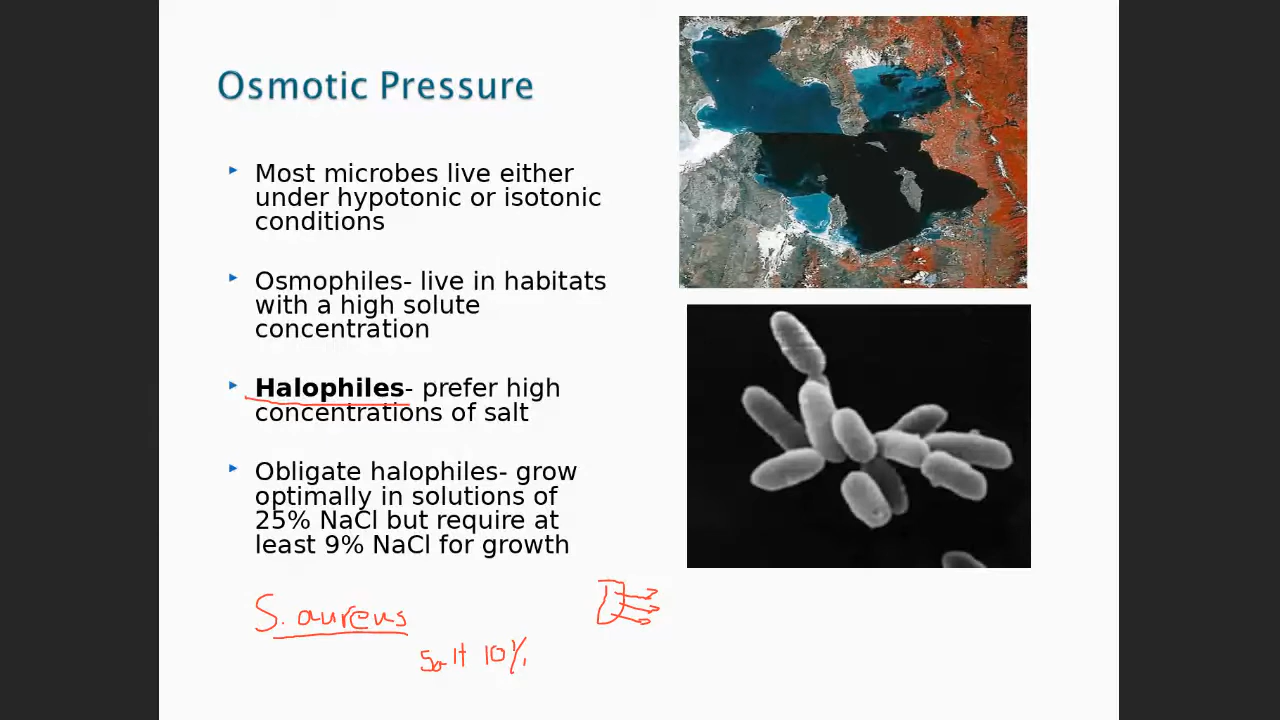 Osmotic Pressure
Most microbes live either
under hypotonic or isotonic
conditions
Osmophiles- live in habitats
with a high solute
concentration
Halophiles- prefer high
concentrations of salt
Obligate halophiles- grow
optimally in solutions of
25% NaCl but require at
least 9% NaCl for growth
S. aureus
Salt 10%